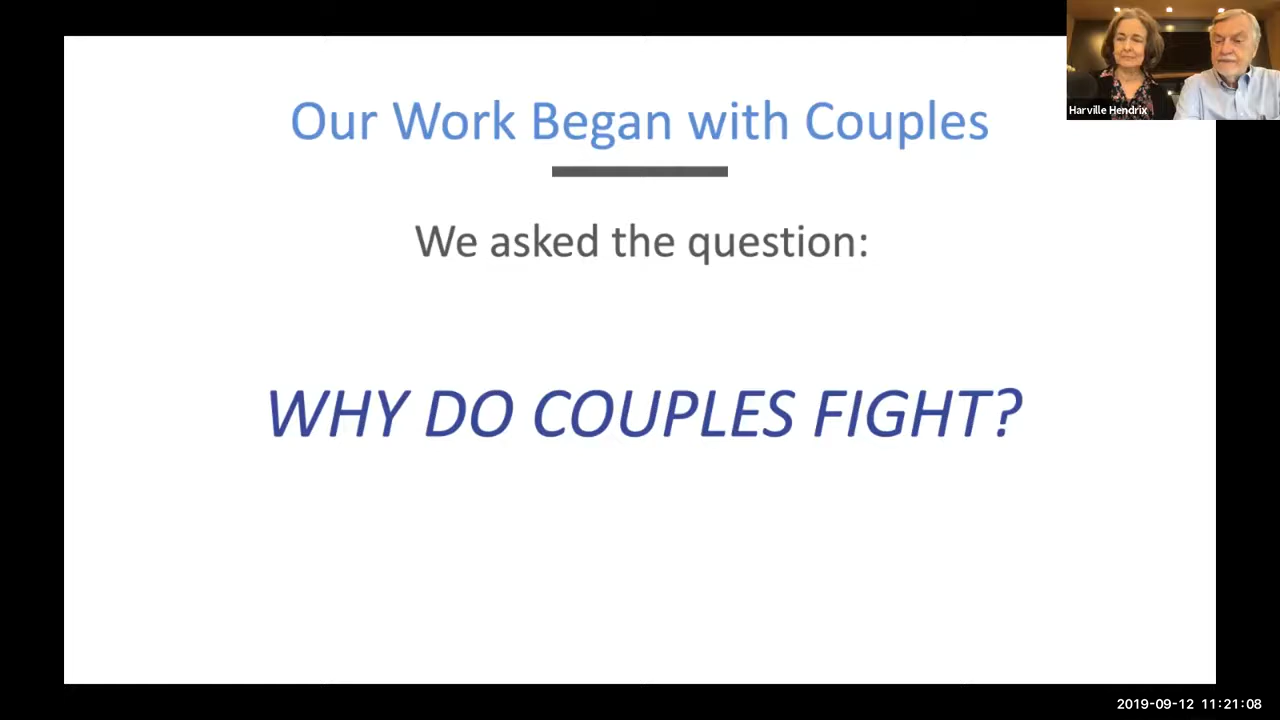 Our Work Began with Couples
Harville Hendrix
We asked the question:
WHY DO COUPLES FIGHT?
2019-09-12 11:21:08